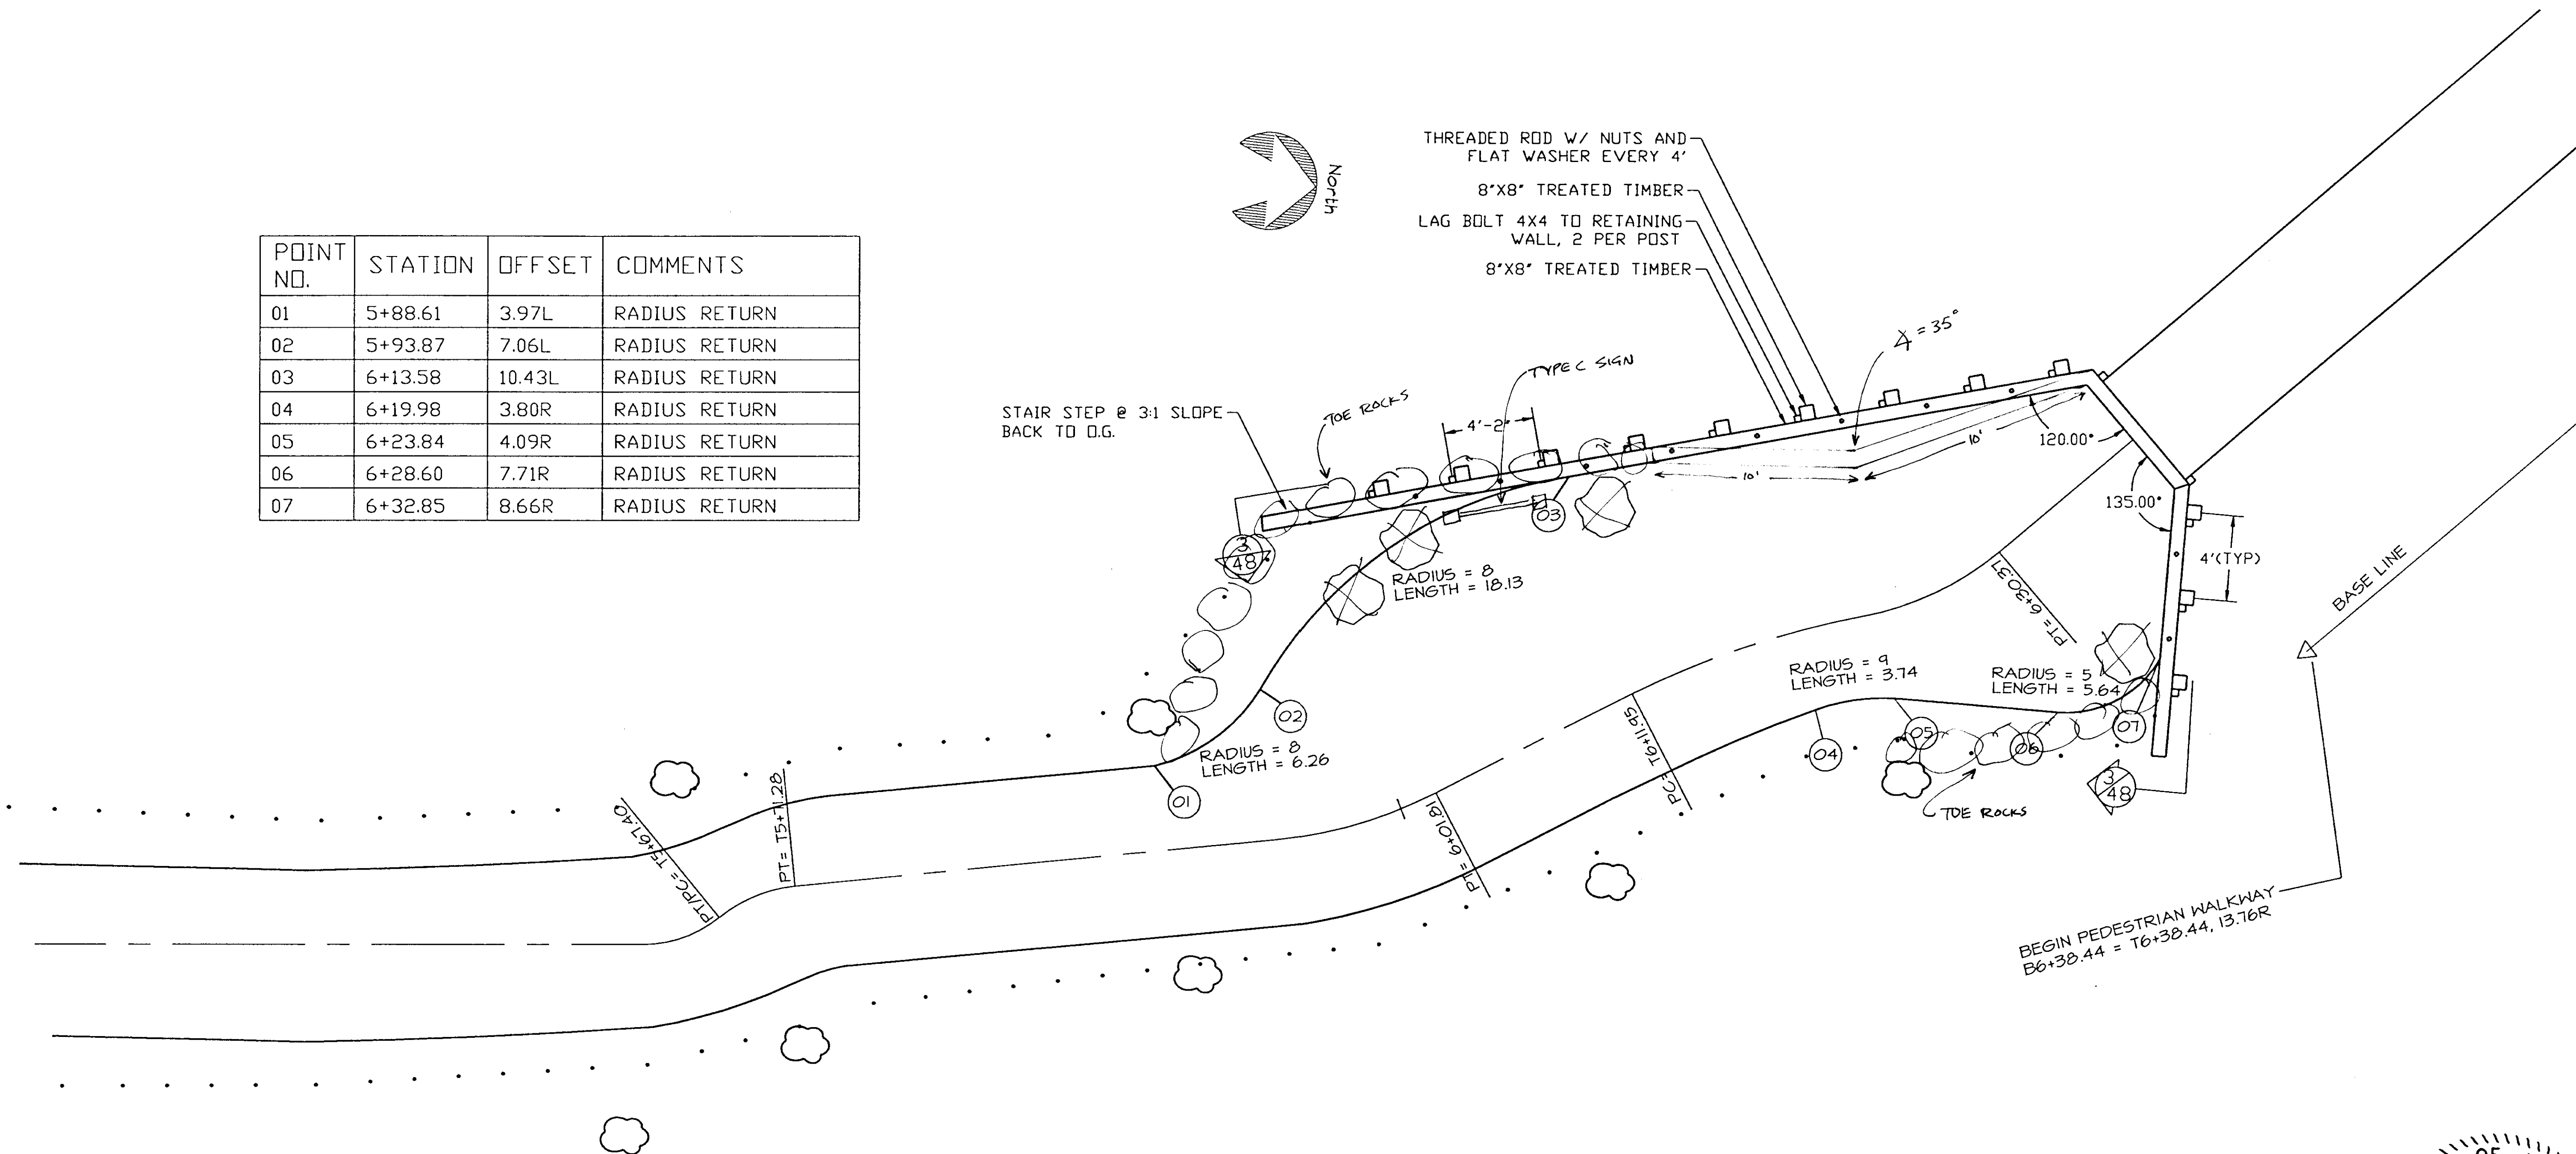 POINT NO. STATION OFFSET COMMENTS
01 5+88.61 3.97L RADIUS RETURN
02 5+93.87 7.06L RADIUS RETURN
03 6+13.58 10.43L RADIUS RETURN
04 6+19.98 3.80R RADIUS RETURN
05 6+23.84 4.09R RADIUS RETURN
06 6+28.60 7.71R RADIUS RETURN
07 6+32.85 8.66R RADIUS RETURN
North
THREADED ROD W/ NUTS AND
FLAT WASHER EVERY 4'
8"X8" TREATED TIMBER
LAG BOLT 4X4 TO RETAINING
WALL, 2 PER POST
8"X8" TREATED TIMBER
∡ = 35°
TYPE C SIGN
TOE ROCKS
STAIR STEP @ 3:1 SLOPE
BACK TO O.G.
4'-2"
10'
10'
120.00°
135.00°
4'(TYP)
BASE LINE
3
48
03
RADIUS = 8
LENGTH = 18.13
PT= 6+30.37
RADIUS = 9
LENGTH = 3.74
RADIUS = 5
LENGTH = 5.64
02
RADIUS = 8
LENGTH = 6.26
01
PC= T6+11.95
04
05
06
07
3
48
TOE ROCKS
PT/PC= T5+67.40
PT= T5+71.28
PT= 6+01.81
BEGIN PEDESTRIAN WALKWAY
B6+38.44 = T6+38.44, 13.76R